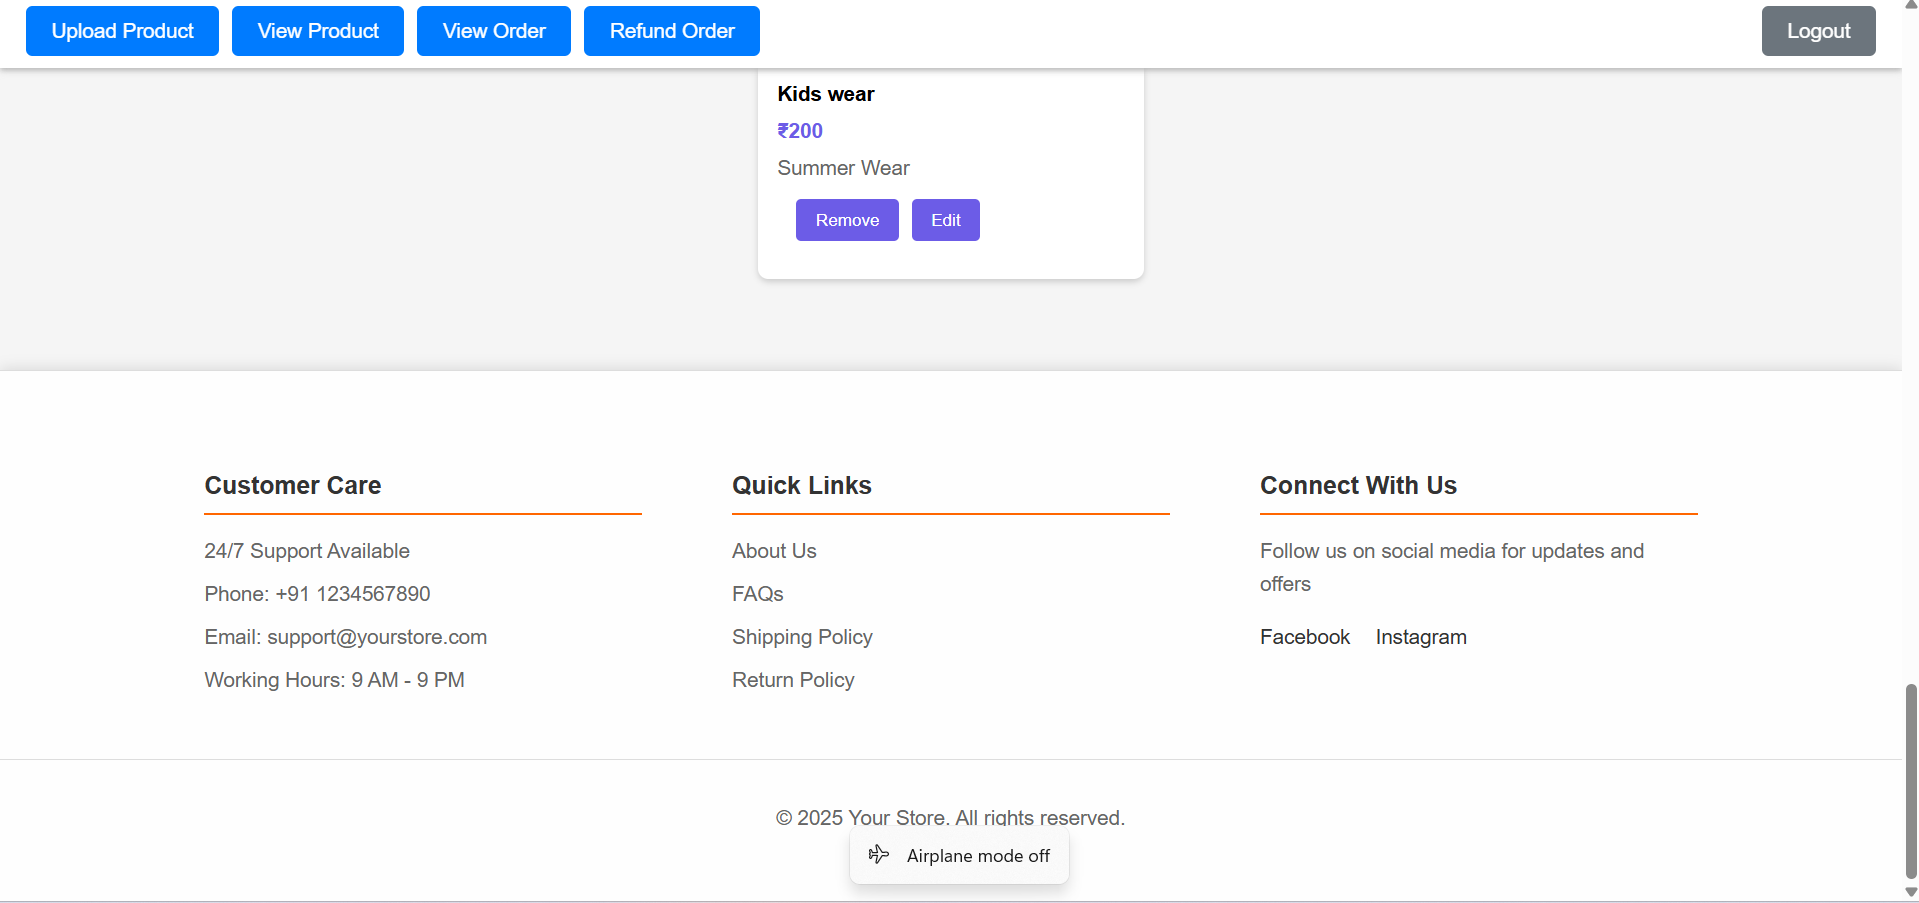 Upload Product View Product View Order Refund Order Logout
Kids wear
₹200
Summer Wear
Remove Edit
Customer Care
24/7 Support Available
Phone: +91 1234567890
Email: support@yourstore.com
Working Hours: 9 AM - 9 PM
Quick Links
About Us
FAQs
Shipping Policy
Return Policy
Connect With Us
Follow us on social media for updates and
offers
Facebook Instagram
© 2025 Your Store. All rights reserved.
Airplane mode off